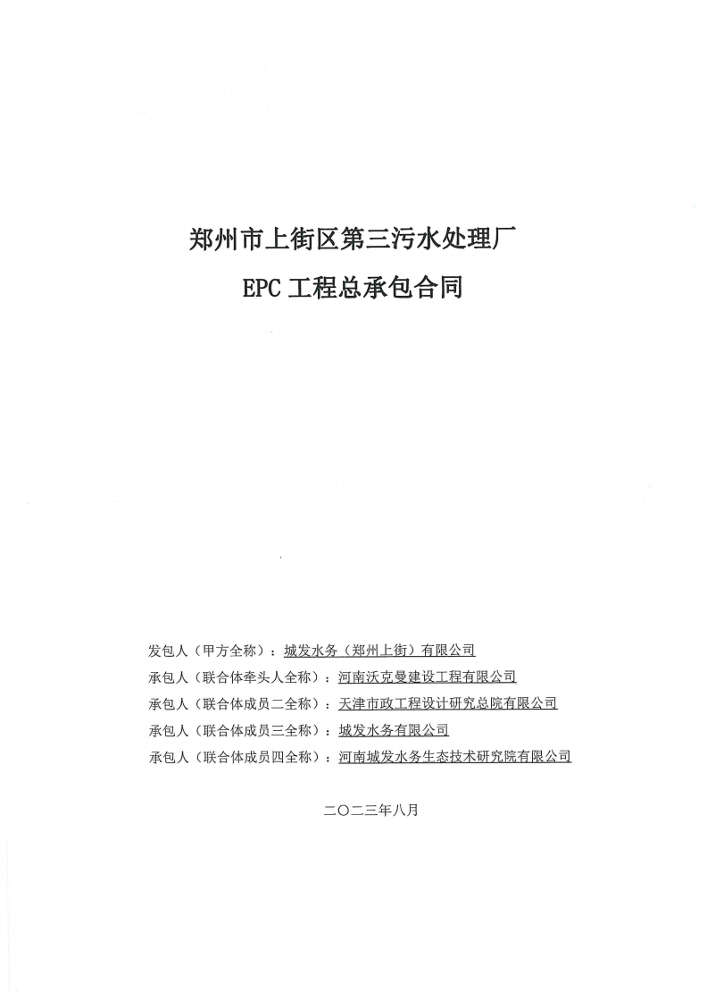 郑州市上街区第三污水处理厂
EPC 工程总承包合同
发包人（甲方全称）：城发水务（郑州上街）有限公司
承包人（联合体牵头人全称）：河南沃克曼建设工程有限公司
承包人（联合体成员二全称）：天津市政工程设计研究总院有限公司
承包人（联合体成员三全称）：城发水务有限公司
承包人（联合体成员四全称）：河南城发水务生态技术研究院有限公司
二〇二三年八月